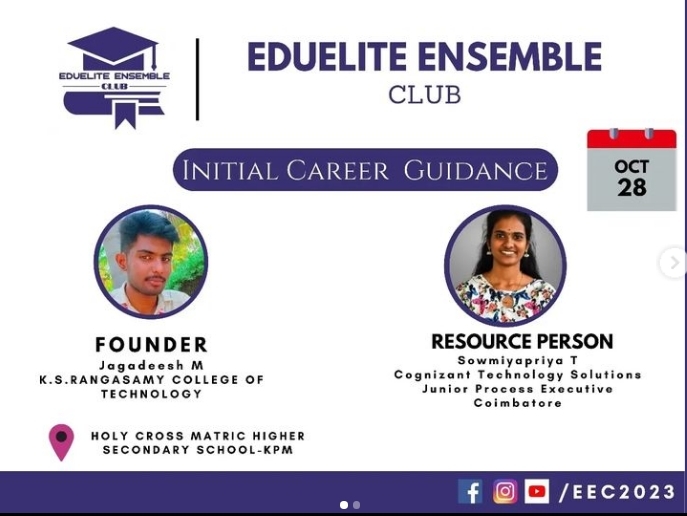 EDUELITE ENSEMBLE
CLUB
EDUELITE ENSEMBLE
CLUB
INITIAL CAREER GUIDANCE
OCT
28
FOUNDER
Jagadeesh M
K.S.RANGASAMY COLLEGE OF
TECHNOLOGY
RESOURCE PERSON
Sowmiyapriya T
Cognizant Technology Solutions
Junior Process Executive
Coimbatore
HOLY CROSS MATRIC HIGHER
SECONDARY SCHOOL-KPM
/EEC2023